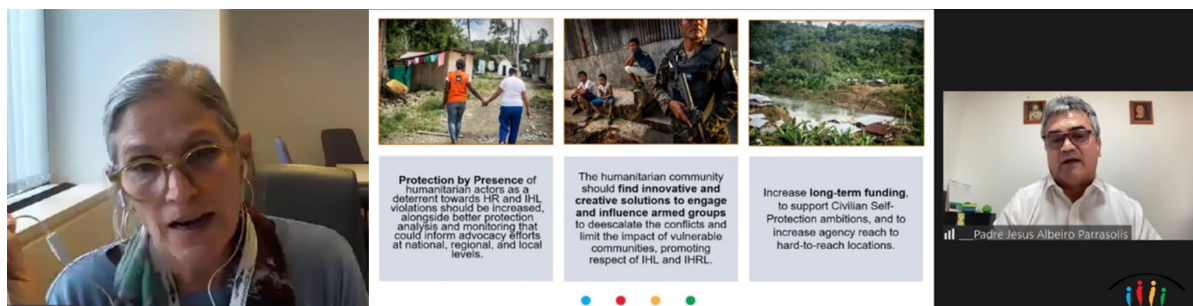 Protection by Presence of
humanitarian actors as a
deterrent towards HR and IHL
violations should be increased,
alongside better protection
analysis and monitoring that
could inform advocacy efforts
at national, regional, and local
levels.
The humanitarian community
should find innovative and
creative solutions to engage
and influence armed groups
to deescalate the conflicts and
limit the impact of vulnerable
communities, promoting
respect of IHL and IHRL.
Increase long-term funding,
to support Civilian Self-
Protection ambitions, and to
increase agency reach to
hard-to-reach locations.
___Padre Jesus Albeiro Parrasolis